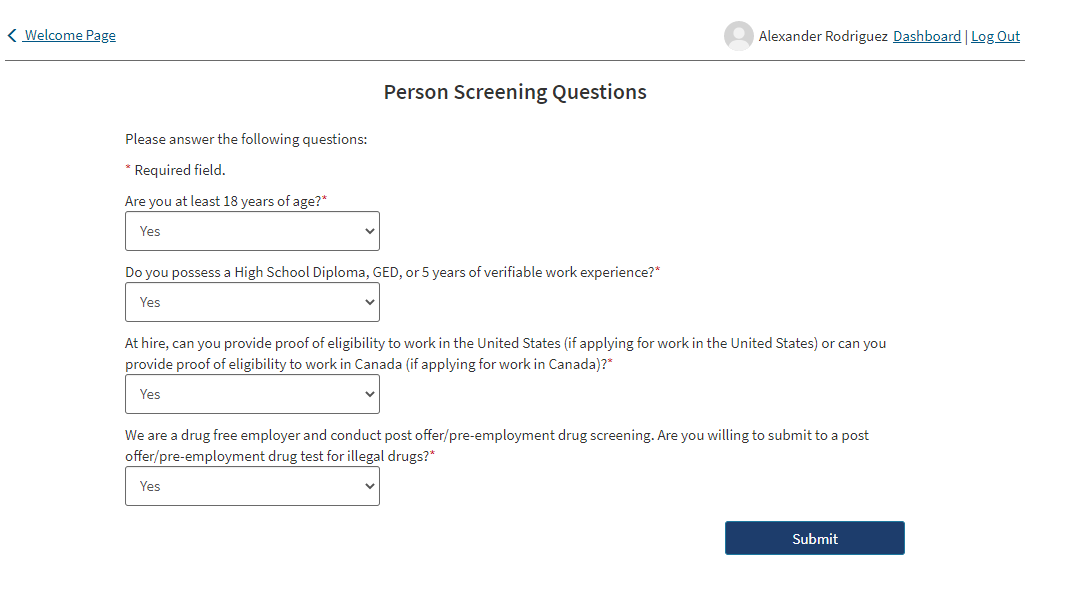 Welcome Page
Alexander Rodriguez Dashboard | Log Out
Person Screening Questions
Please answer the following questions:
* Required field.
Are you at least 18 years of age?*
Yes
Do you possess a High School Diploma, GED, or 5 years of verifiable work experience?*
Yes
At hire, can you provide proof of eligibility to work in the United States (if applying for work in the United States) or can you
provide proof of eligibility to work in Canada (if applying for work in Canada)?*
Yes
We are a drug free employer and conduct post offer/pre-employment drug screening. Are you willing to submit to a post
offer/pre-employment drug test for illegal drugs?*
Yes
Submit